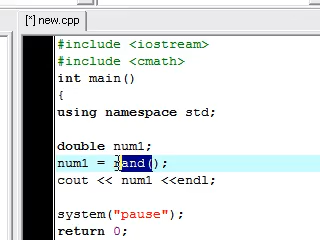 [*] new.cpp
#include <iostream>
#include <cmath>
int main()
{
using namespace std;
double num1;
num1 = rand();
cout << num1 <<endl;
system("pause");
return 0;